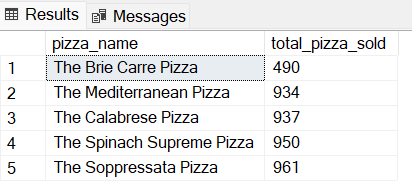 Results Messages
pizza_name total_pizza_sold
1 The Brie Carre Pizza 490
2 The Mediterranean Pizza 934
3 The Calabrese Pizza 937
4 The Spinach Supreme Pizza 950
5 The Soppressata Pizza 961